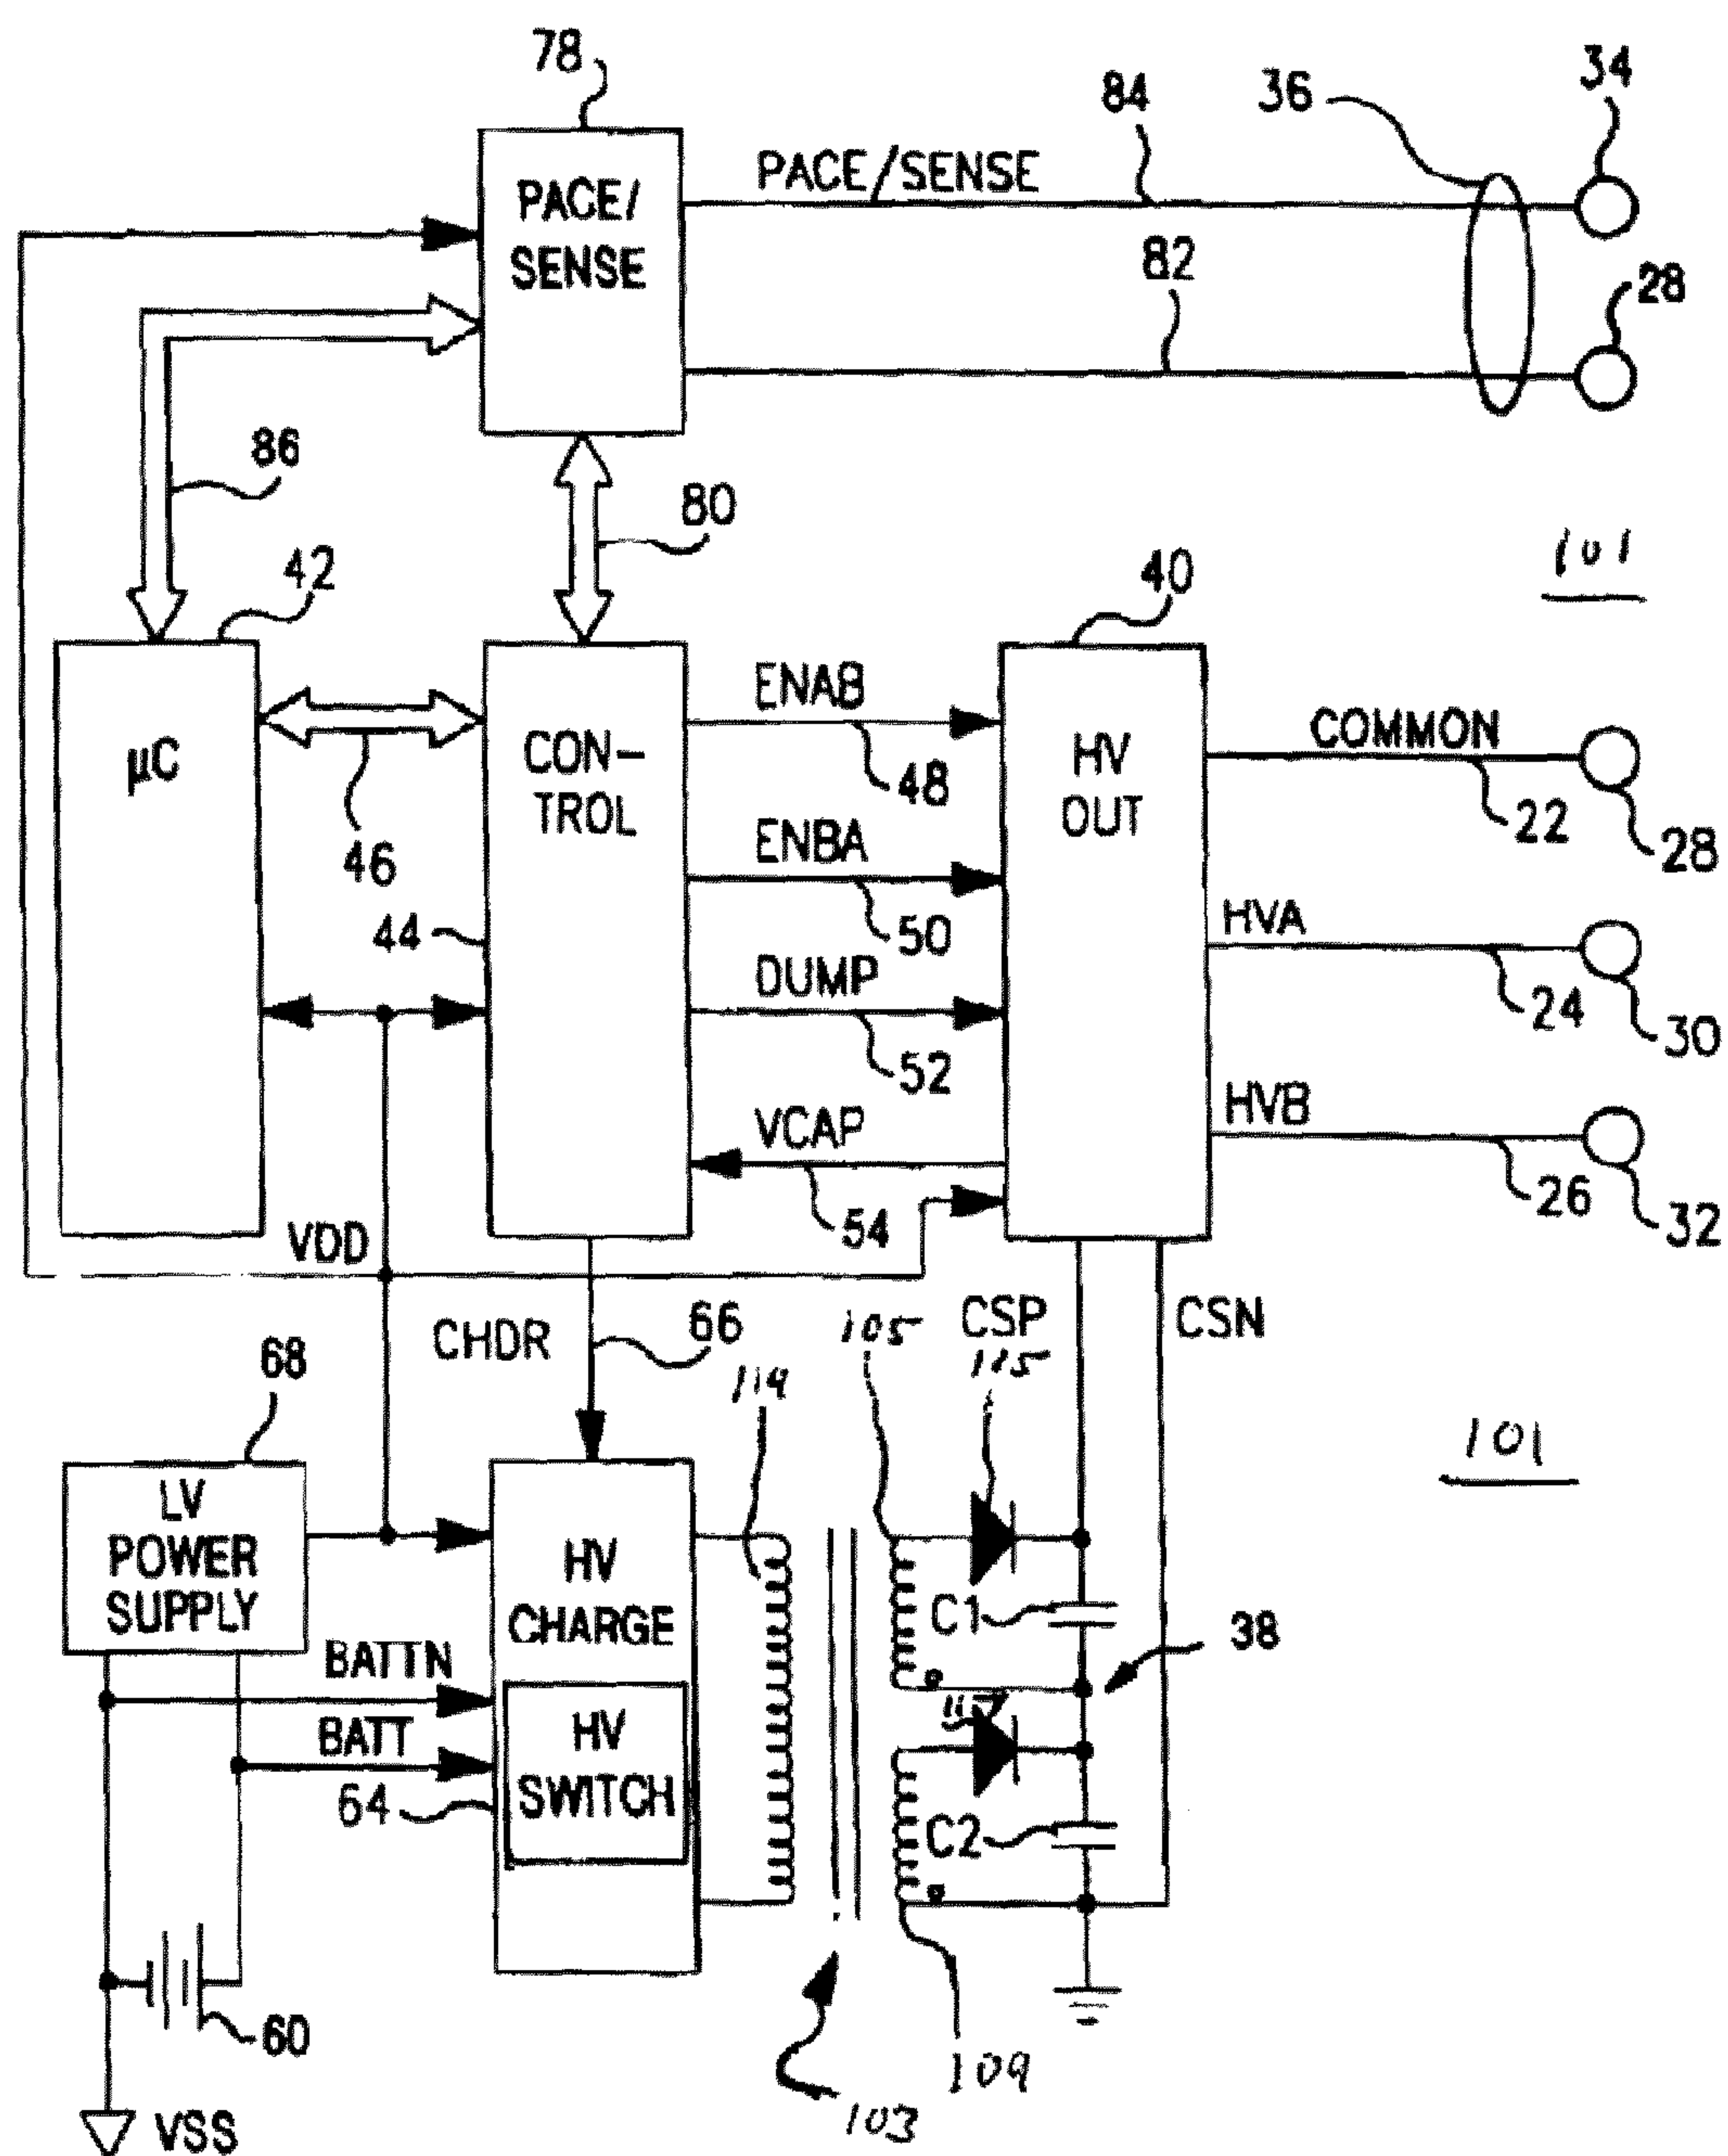 78
84
36
34
PACE/
SENSE
PACE/SENSE
82
28
86
80
42
40
101
µC
46
CON-
TROL
ENAB
48
HV
OUT
COMMON
22
28
44
ENBA
50
HVA
24
30
DUMP
52
HVB
26
32
VCAP
54
VDD
CHDR
66
105
CSP
115
CSN
68
119
101
LV
POWER
SUPPLY
HV
CHARGE
C1
38
BATTN
BATT
64
HV
SWITCH
C2
60
109
103
VSS